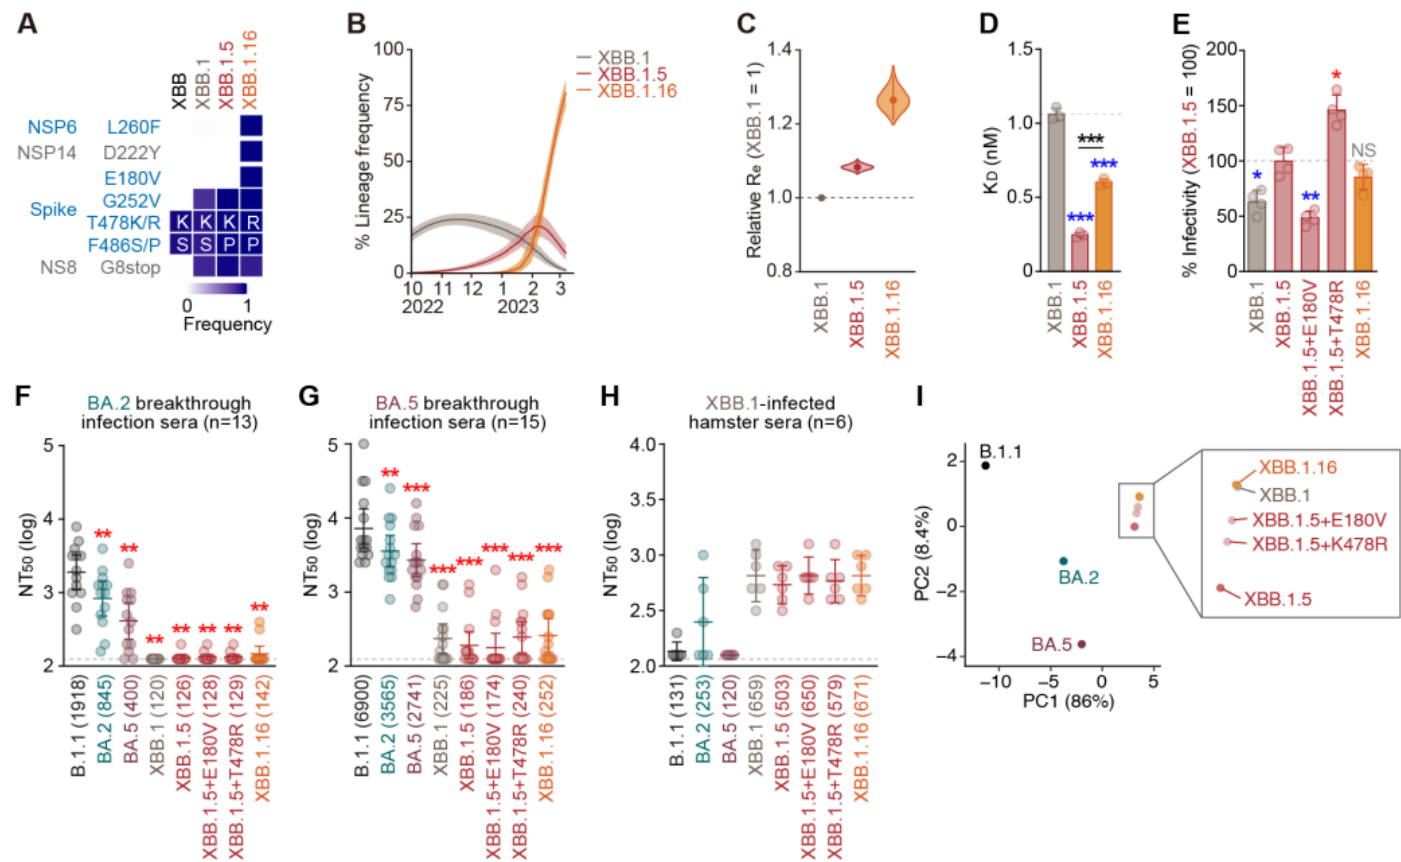 A
XBB
XBB.1
XBB.1.5
XBB.1.16
NSP6 L260F
NSP14 D222Y
E180V
Spike G252V
T478K/R K K K R
F486S/P S S P P
NS8 G8stop
0 1
Frequency
B
% Lineage frequency
100
75
50
25
0
10 11 12 1 2 3
2022 2023
XBB.1
XBB.1.5
XBB.1.16
C
Relative Re (XBB.1 = 1)
1.4
1.2
1.0
0.8
XBB.1
XBB.1.5
XBB.1.16
D
KD (nM)
1.5
1.0
0.5
0
***
***
***
XBB.1
XBB.1.5
XBB.1.16
E
% Infectivity (XBB.1.5 = 100)
200
150
100
50
0
*
**
*
NS
XBB.1
XBB.1.5
XBB.1.5+E180V
XBB.1.5+T478R
XBB.1.16
F
BA.2 breakthrough
infection sera (n=13)
NT50 (log)
5
4
3
2
**
**
**
**
**
**
**
B.1.1 (1918)
BA.2 (845)
BA.5 (400)
XBB.1 (120)
XBB.1.5 (126)
XBB.1.5+E180V (128)
XBB.1.5+T478R (129)
XBB.1.16 (142)
G
BA.5 breakthrough
infection sera (n=15)
NT50 (log)
5
4
3
2
**
***
***
***
***
***
***
B.1.1 (6900)
BA.2 (3565)
BA.5 (2741)
XBB.1 (225)
XBB.1.5 (186)
XBB.1.5+E180V (174)
XBB.1.5+T478R (240)
XBB.1.16 (252)
H
XBB.1-infected
hamster sera (n=6)
NT50 (log)
4.0
3.5
3.0
2.5
2.0
B.1.1 (131)
BA.2 (253)
BA.5 (120)
XBB.1 (659)
XBB.1.5 (503)
XBB.1.5+E180V (650)
XBB.1.5+T478R (579)
XBB.1.16 (671)
I
PC2 (8.4%)
2
0
−2
−4
B.1.1
BA.2
BA.5
−10 −5 0 5
PC1 (86%)
XBB.1.16
XBB.1
XBB.1.5+E180V
XBB.1.5+K478R
XBB.1.5